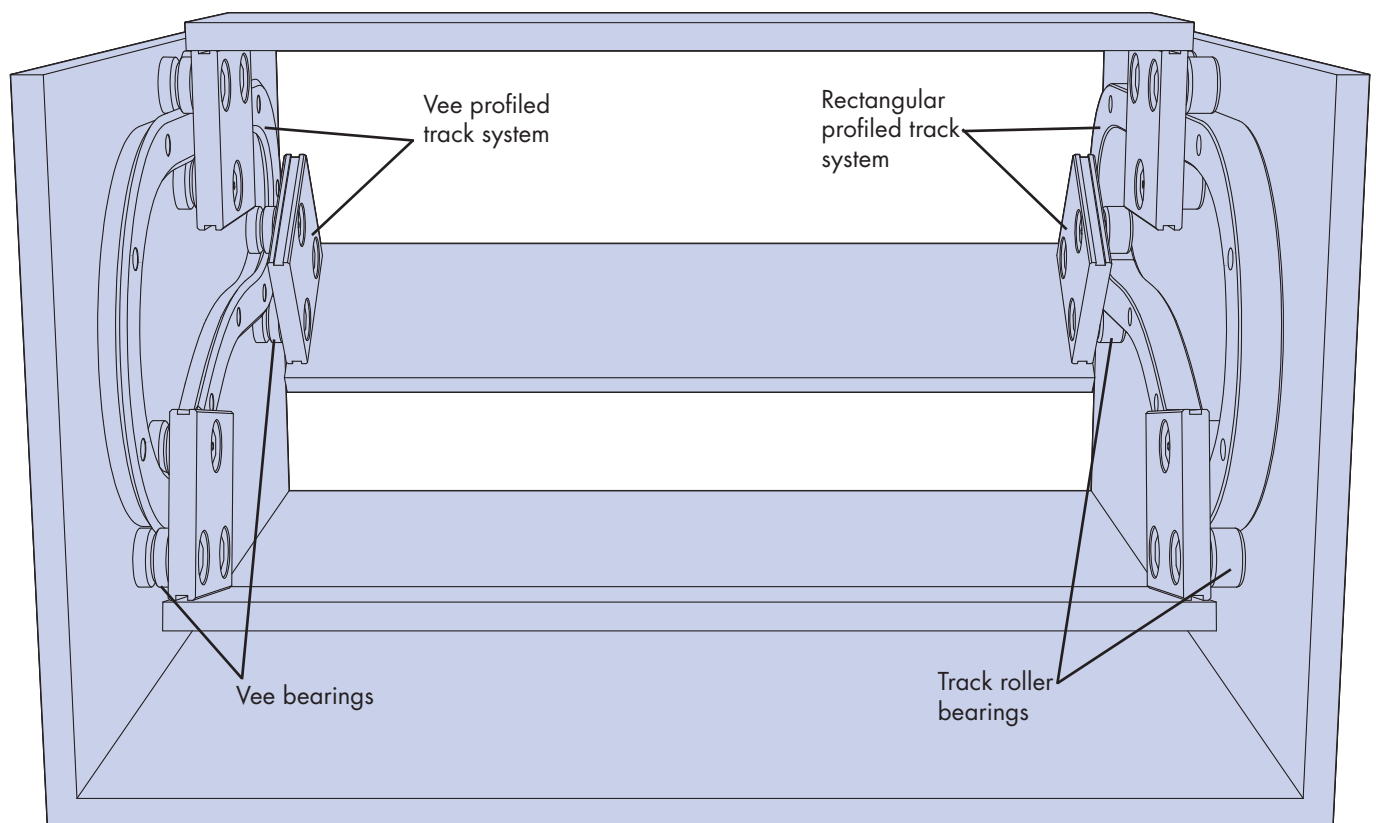 Vee profiled
track system
Rectangular
profiled track
system
Vee bearings
Track roller
bearings